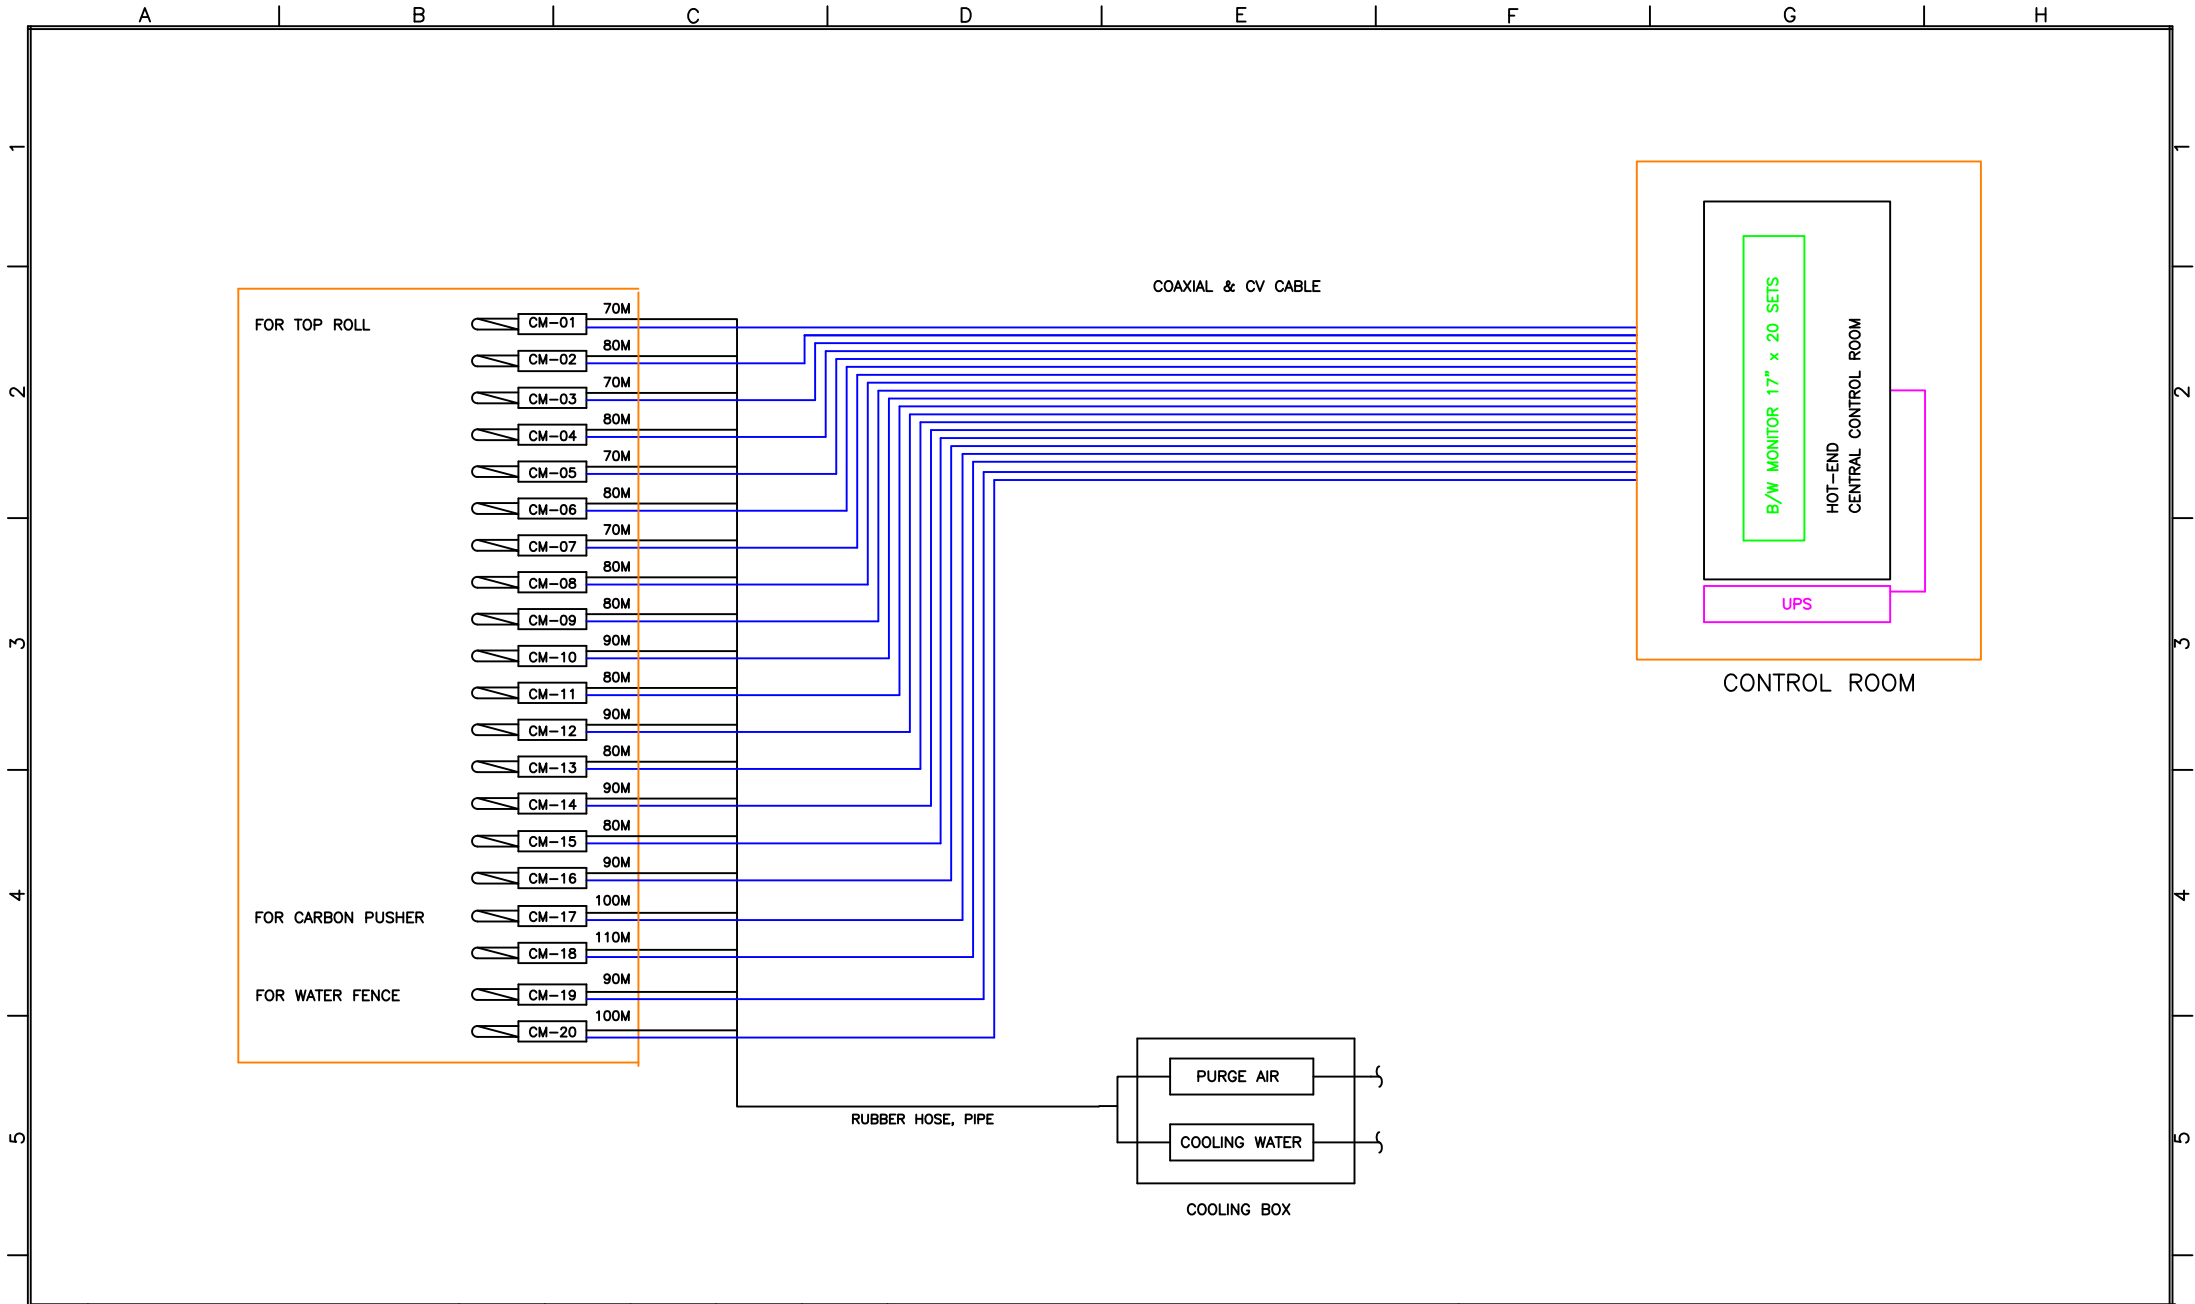 A B C D E F G H
1 1
COAXIAL & CV CABLE
FOR TOP ROLL
70M
CM-01
80M
CM-02
70M
CM-03
80M
CM-04
70M
CM-05
80M
CM-06
70M
CM-07
80M
CM-08
80M
CM-09
90M
CM-10
80M
CM-11
90M
CM-12
80M
CM-13
90M
CM-14
80M
CM-15
90M
CM-16
FOR CARBON PUSHER
100M
CM-17
110M
CM-18
FOR WATER FENCE
90M
CM-19
100M
CM-20
B/W MONITOR 17" x 20 SETS
HOT-END
CENTRAL CONTROL ROOM
UPS
CONTROL ROOM
2 2
3 3
4 4
PURGE AIR
RUBBER HOSE, PIPE
COOLING WATER
5 5
COOLING BOX